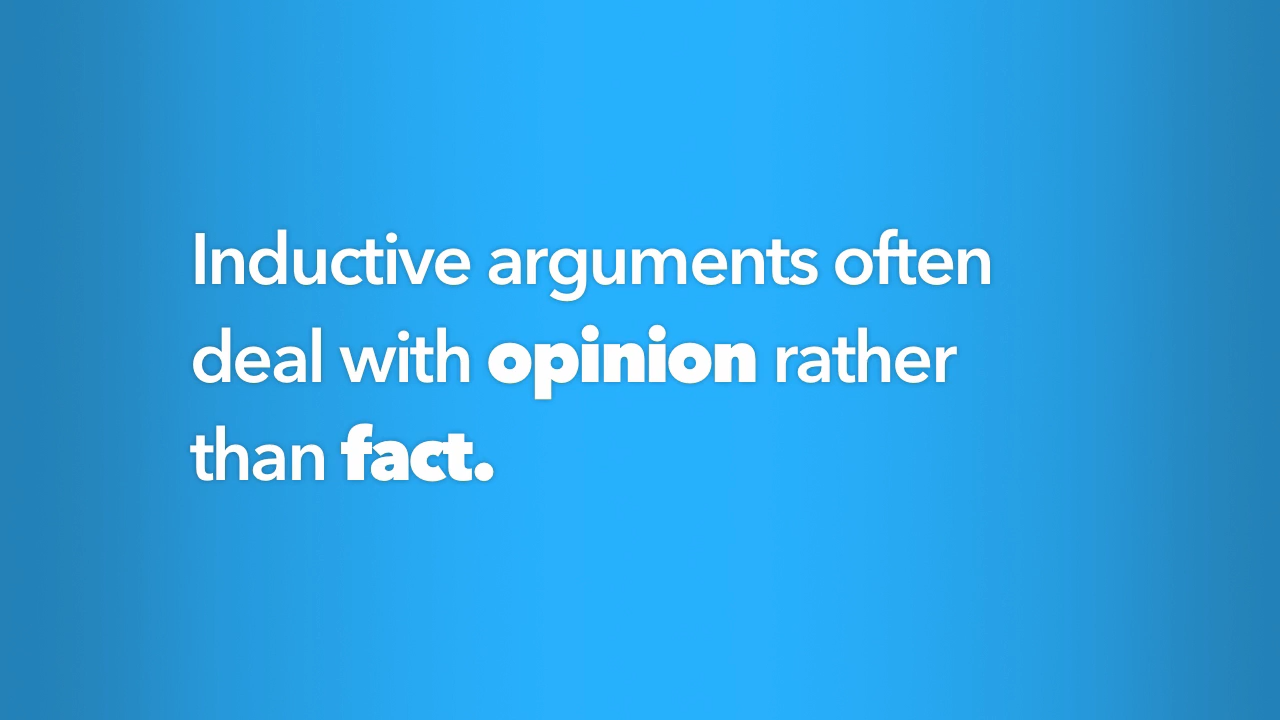 Inductive arguments often
deal with opinion rather
than fact.